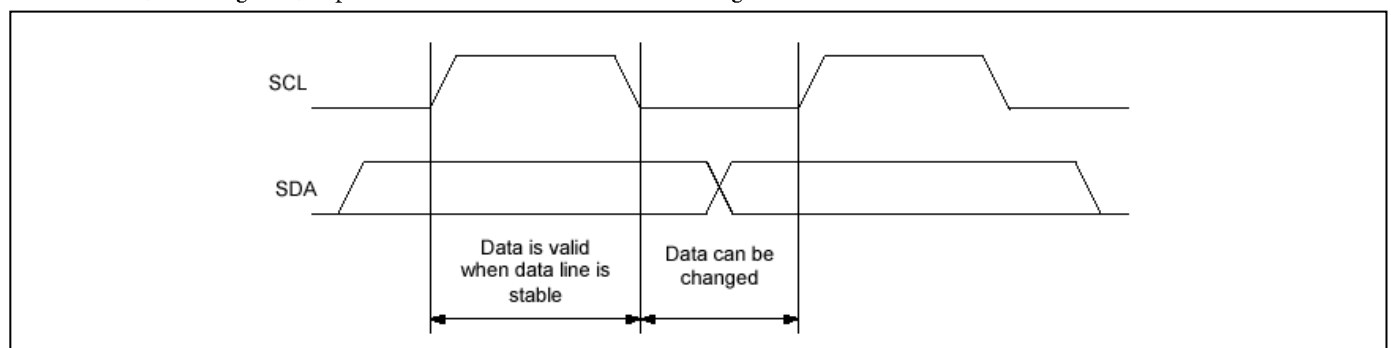 SCL
SDA
Data is valid
when data line is
stable
Data can be
changed